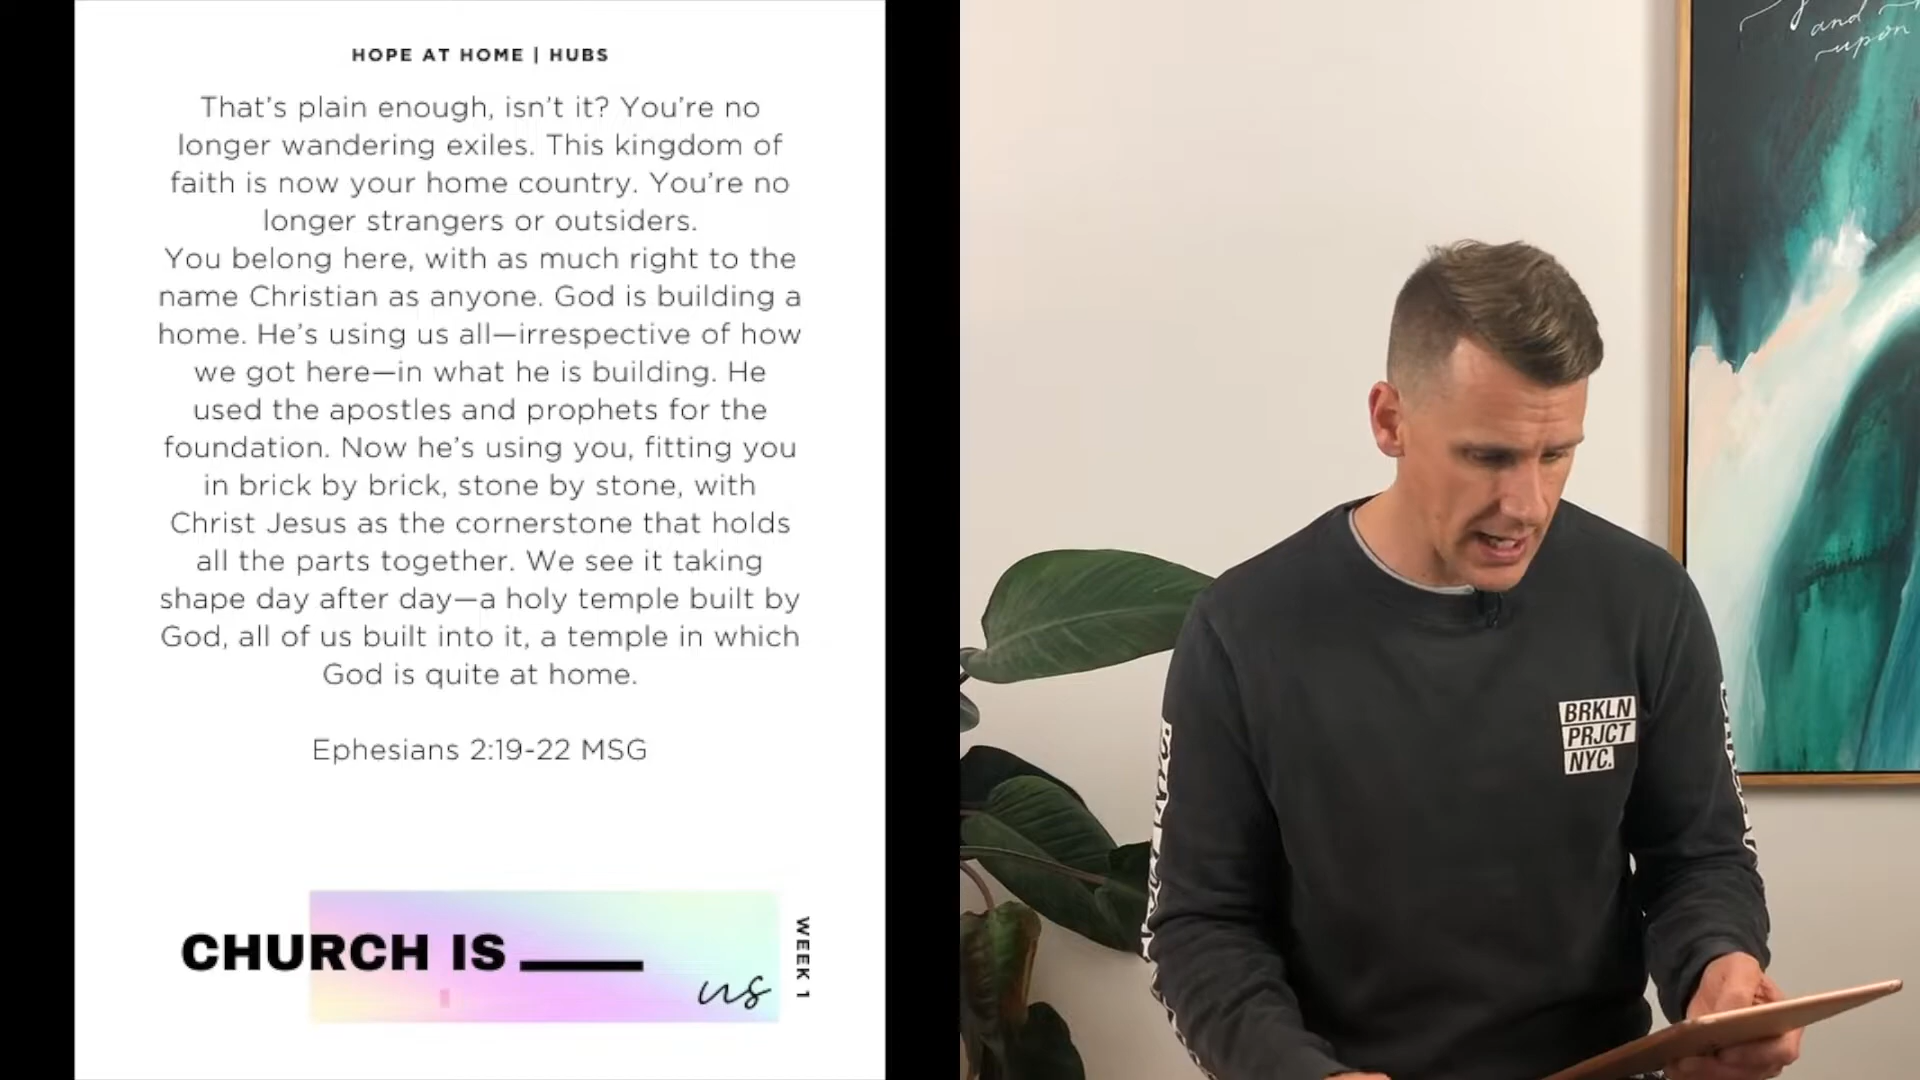 HOPE AT HOME | HUBS
That’s plain enough, isn’t it? You’re no
longer wandering exiles. This kingdom of
faith is now your home country. You’re no
longer strangers or outsiders.
You belong here, with as much right to the
name Christian as anyone. God is building a
home. He’s using us all—irrespective of how
we got here—in what he is building. He
used the apostles and prophets for the
foundation. Now he’s using you, fitting you
in brick by brick, stone by stone, with
Christ Jesus as the cornerstone that holds
all the parts together. We see it taking
shape day after day—a holy temple built by
God, all of us built into it, a temple in which
God is quite at home.
Ephesians 2:19-22 MSG
CHURCH IS
us
WEEK 1
and
upon
BRKLN
PRJCT
NYC.